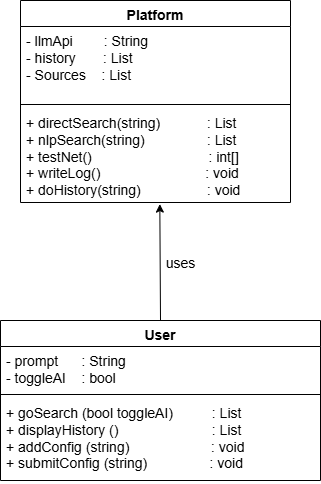 Platform
- llmApi : String
- history : List
- Sources : List
+ directSearch(string) : List
+ nlpSearch(string) : List
+ testNet() : int[]
+ writeLog() : void
+ doHistory(string) : void
uses
User
- prompt : String
- toggleAI : bool
+ goSearch (bool toggleAI) : List
+ displayHistory () : List
+ addConfig (string) : void
+ submitConfig (string) : void